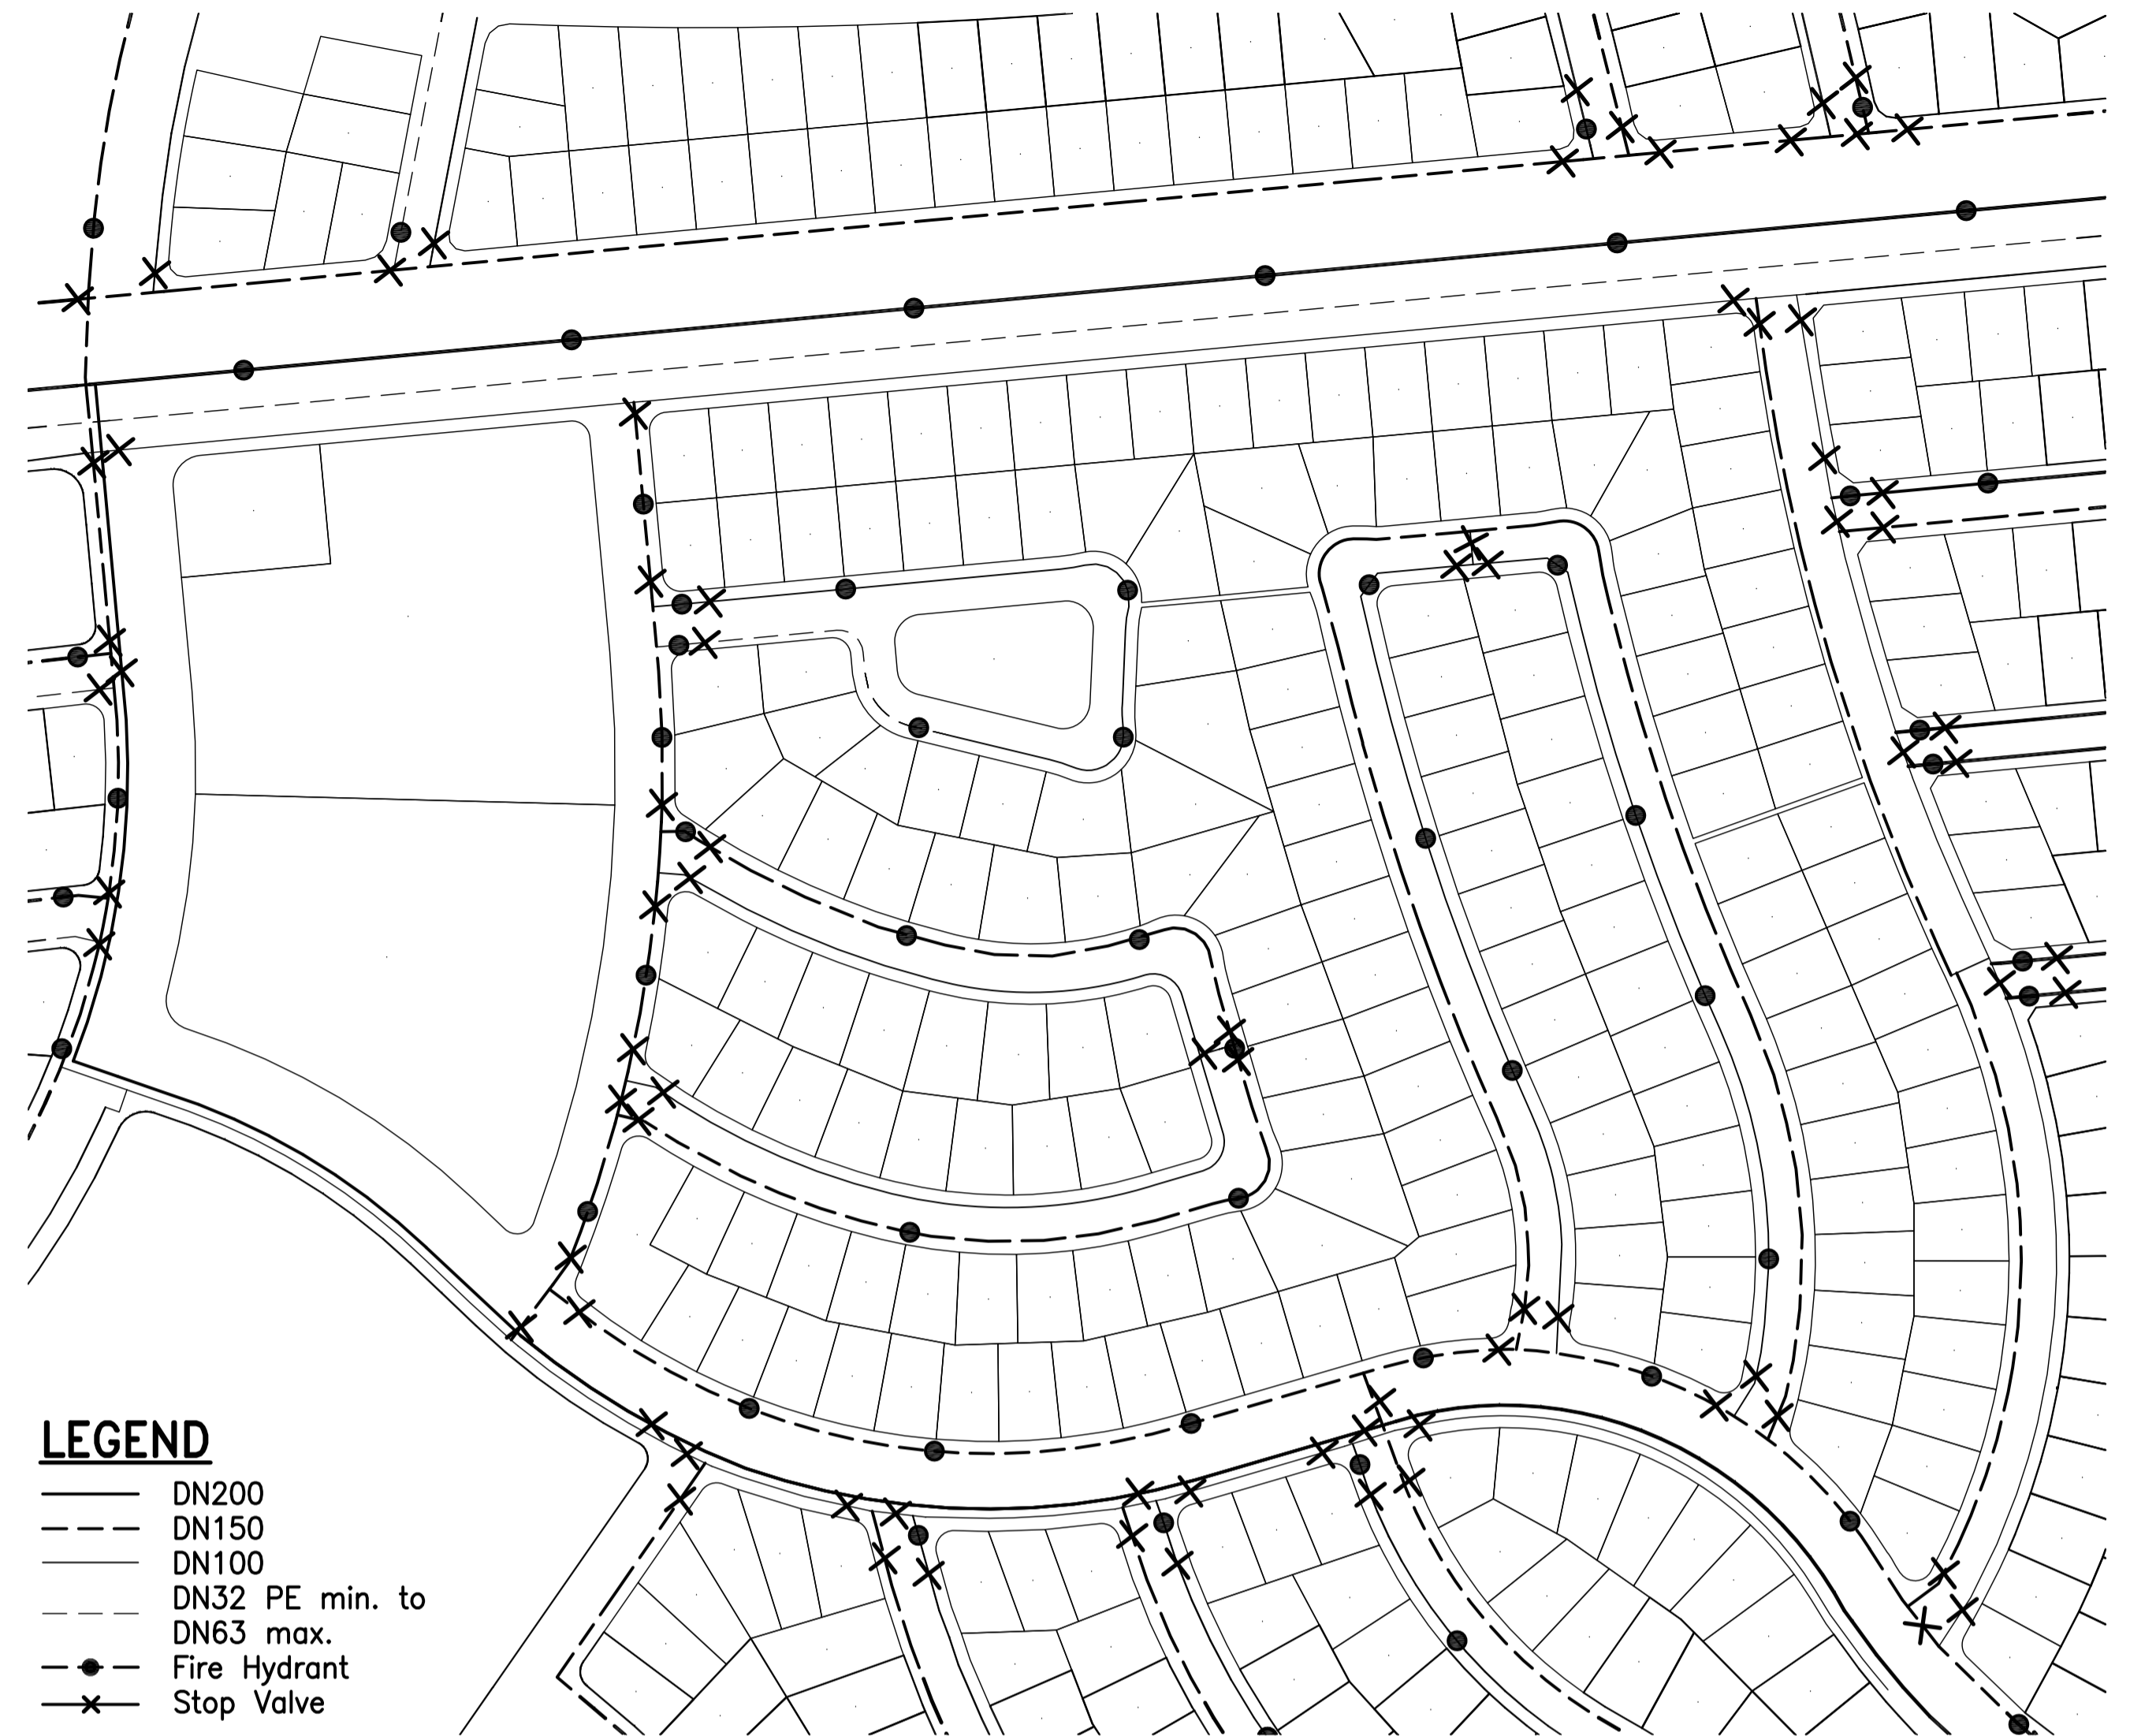 LEGEND
DN200
DN150
DN100
DN32 PE min. to
DN63 max.
Fire Hydrant
Stop Valve